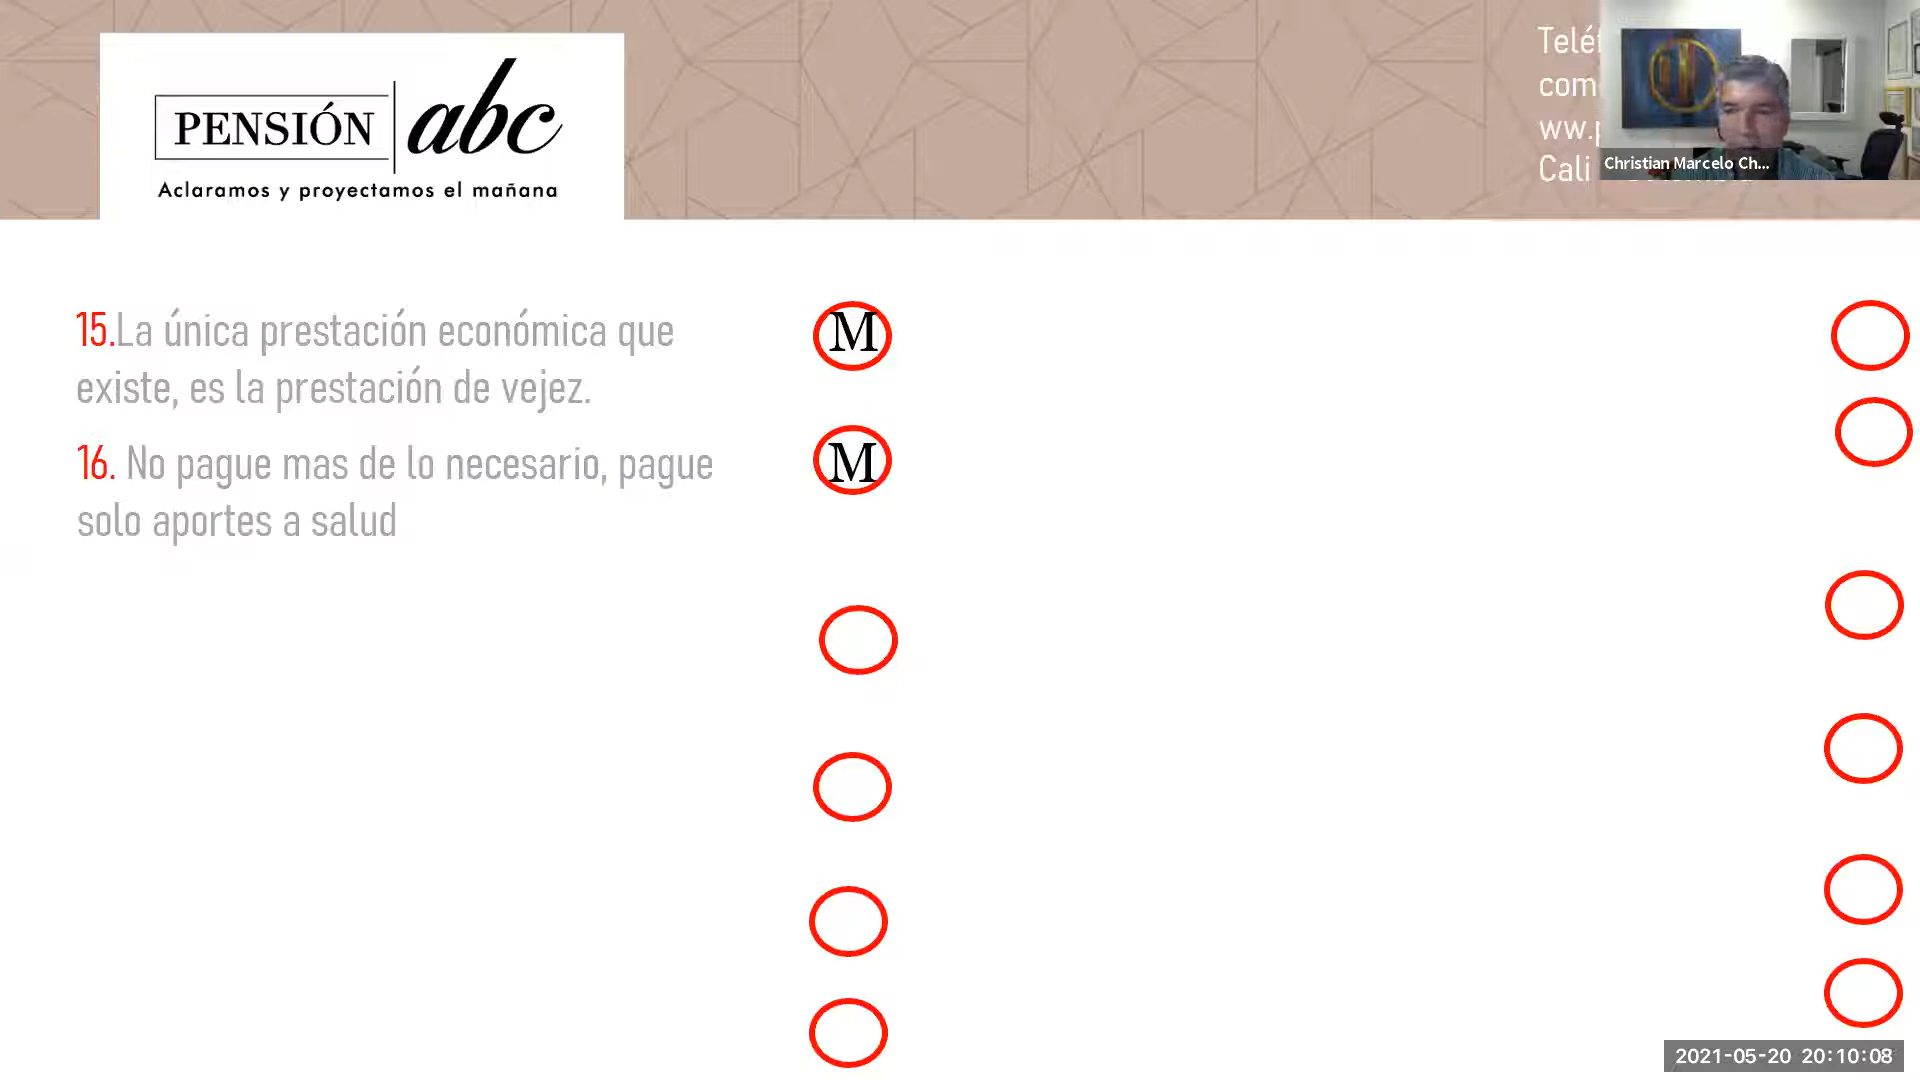 PENSIÓN abc
Aclaramos y proyectamos el mañana
Cali
Christian Marcelo Ch...
15.La única prestación económica que
existe, es la prestación de vejez.
M
16. No pague mas de lo necesario, pague
solo aportes a salud
M
2021-05-20 20:10:08